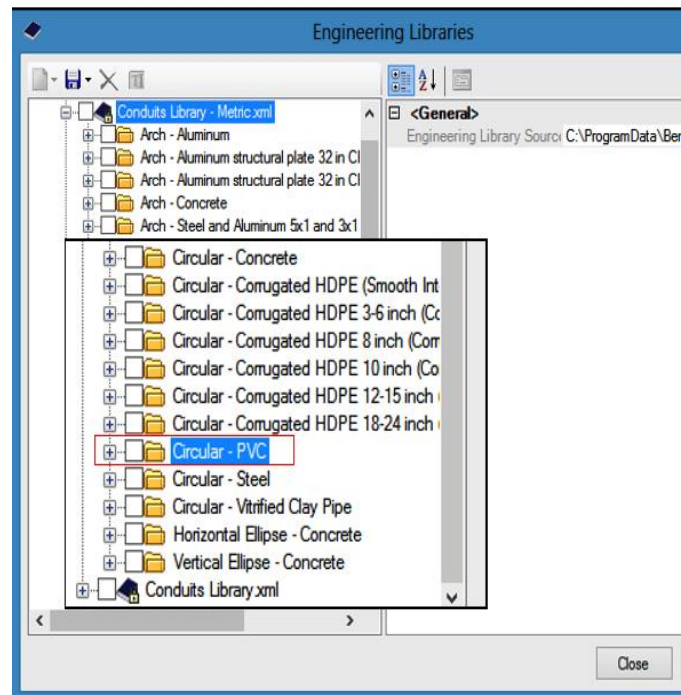 Engineering Libraries
Conduits Library - Metric.xml
Arch - Aluminum
Arch - Aluminum structural plate 32 in Cl
Arch - Aluminum structural plate 32 in Cl
Arch - Concrete
Arch - Steel and Aluminum 5x1 and 3x1
Circular - Concrete
Circular - Corrugated HDPE (Smooth Int
Circular - Corrugated HDPE 3-6 inch (Co
Circular - Corrugated HDPE 8 inch (Corr
Circular - Corrugated HDPE 10 inch (Co
Circular - Corrugated HDPE 12-15 inch (
Circular - Corrugated HDPE 18-24 inch (
Circular - PVC
Circular - Steel
Circular - Vitrified Clay Pipe
Horizontal Ellipse - Concrete
Vertical Ellipse - Concrete
Conduits Library.xml
<General>
Engineering Library Source C:\ProgramData\Ben
Close